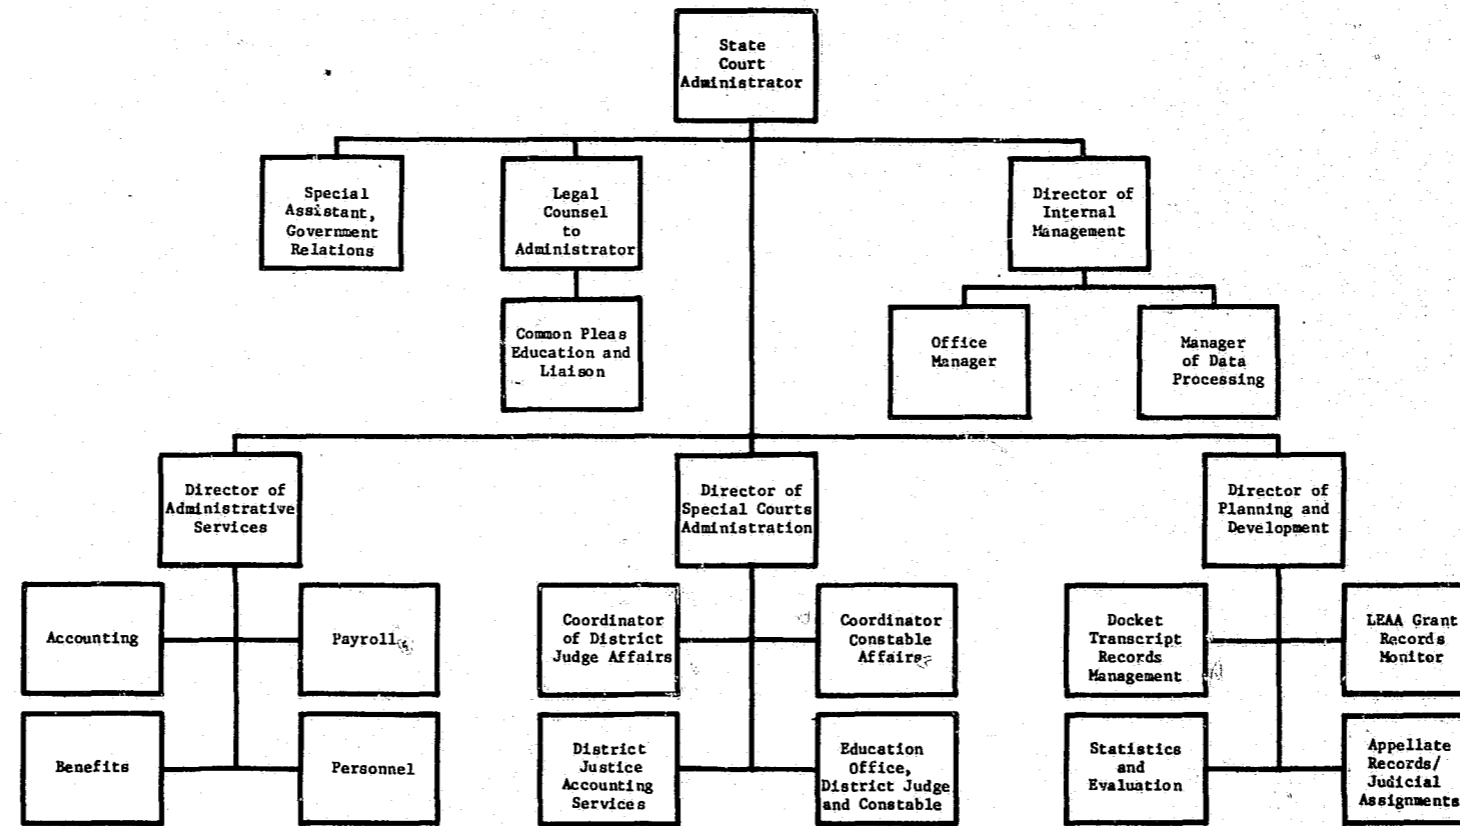 State
Court
Administrator
Special
Assistant,
Government
Relations
Legal
Counsel
to
Administrator
Director of
Internal
Management
Common Pleas
Education and
Liaison
Office
Manager
Manager
of Data
Processing
Director of
Administrative
Services
Director of
Special Courts
Administration
Director of
Planning and
Development
Accounting
Payroll
Coordinator
of District
Judge Affairs
Coordinator
Constable
Affairs
Docket
Transcript
Records
Management
LEAA Grant
Records
Monitor
Benefits
Personnel
District
Justice
Accounting
Services
Education
Office,
District Judge
and Constable
Statistics
and
Evaluation
Appellate
Records/
Judicial
Assignments